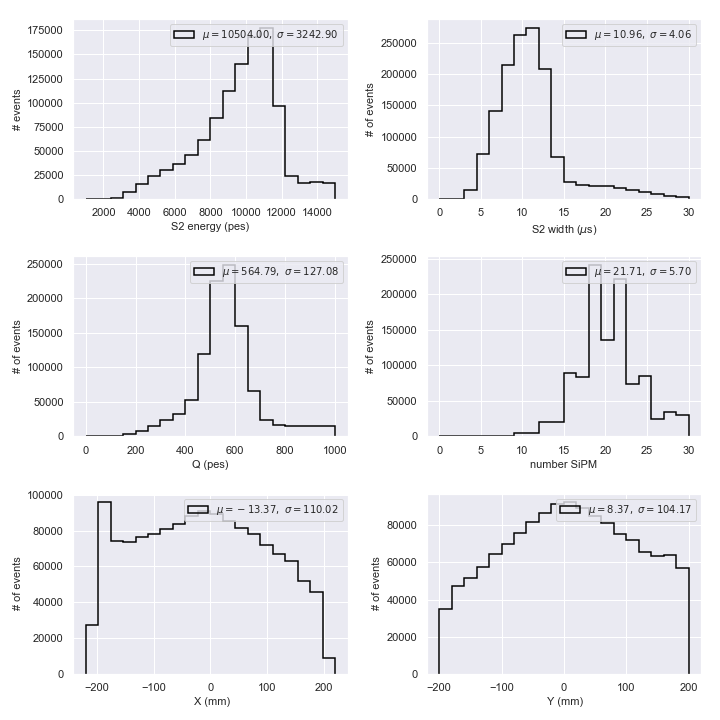 μ = 10504.00, σ = 3242.90
# events
175000
150000
125000
100000
75000
50000
25000
0
2000 4000 6000 8000 10000 12000 14000
S2 energy (pes)
μ = 10.96, σ = 4.06
# of events
250000
200000
150000
100000
50000
0
0 5 10 15 20 25 30
S2 width (μs)
μ = 564.79, σ = 127.08
# of events
250000
200000
150000
100000
50000
0
0 200 400 600 800 1000
Q (pes)
μ = 21.71, σ = 5.70
# of events
250000
200000
150000
100000
50000
0
0 5 10 15 20 25 30
number SiPM
μ = −13.37, σ = 110.02
# of events
100000
80000
60000
40000
20000
0
−200 −100 0 100 200
X (mm)
μ = 8.37, σ = 104.17
# of events
80000
60000
40000
20000
0
−200 −100 0 100 200
Y (mm)